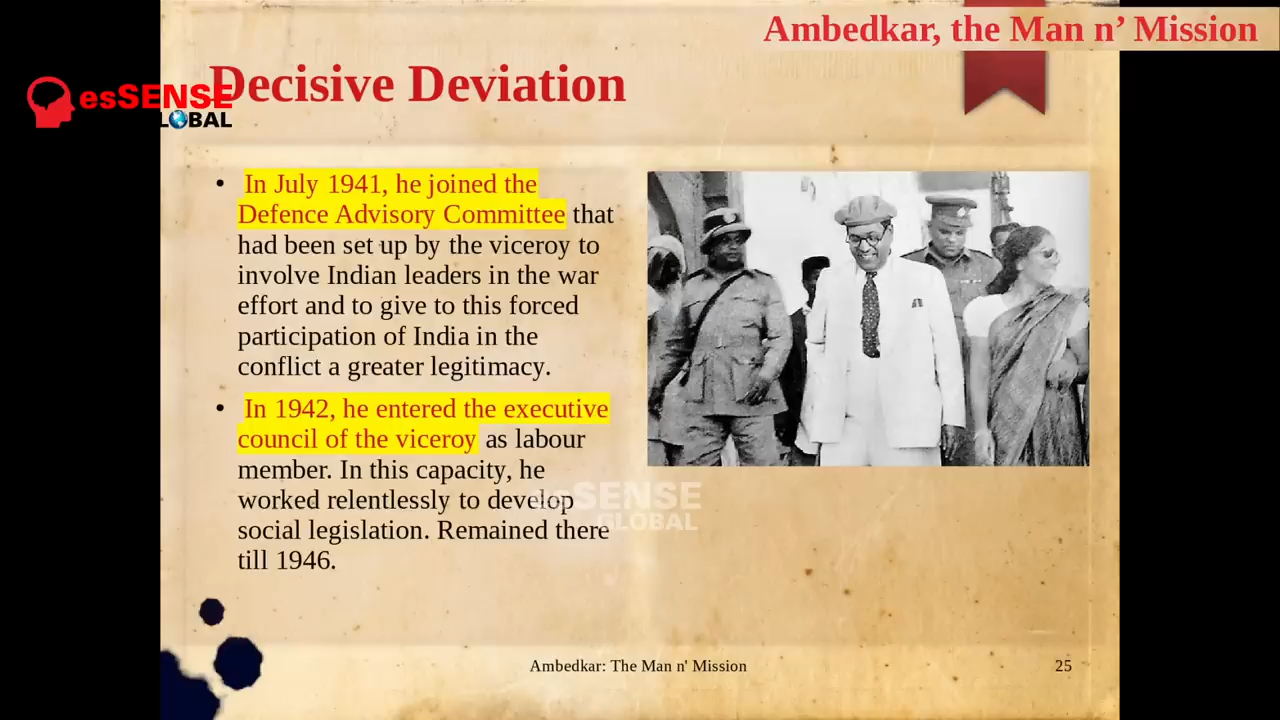 Ambedkar, the Man n’ Mission
Decisive Deviation
esSENSE
GLOBAL
• In July 1941, he joined the
Defence Advisory Committee that
had been set up by the viceroy to
involve Indian leaders in the war
effort and to give to this forced
participation of India in the
conflict a greater legitimacy.
• In 1942, he entered the executive
council of the viceroy as labour
member. In this capacity, he
worked relentlessly to develop
social legislation. Remained there
till 1946.
esSENSE
GLOBAL
Ambedkar: The Man n' Mission
25